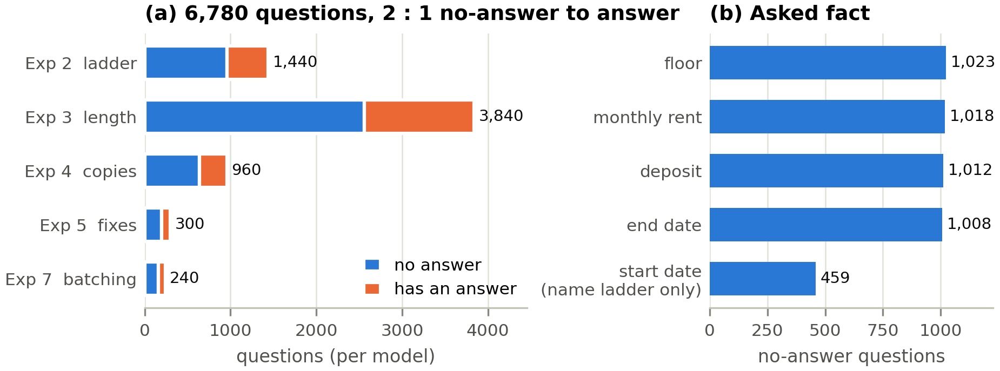 (a) 6,780 questions, 2 : 1 no-answer to answer
Exp 2  ladder
1,440
Exp 3  length
3,840
Exp 4  copies
960
Exp 5  fixes
300
Exp 7  batching
240
no answer
has an answer
0 1000 2000 3000 4000
questions (per model)
(b) Asked fact
floor
1,023
monthly rent
1,018
deposit
1,012
end date
1,008
start date
(name ladder only)
459
0 250 500 750 1000
no-answer questions